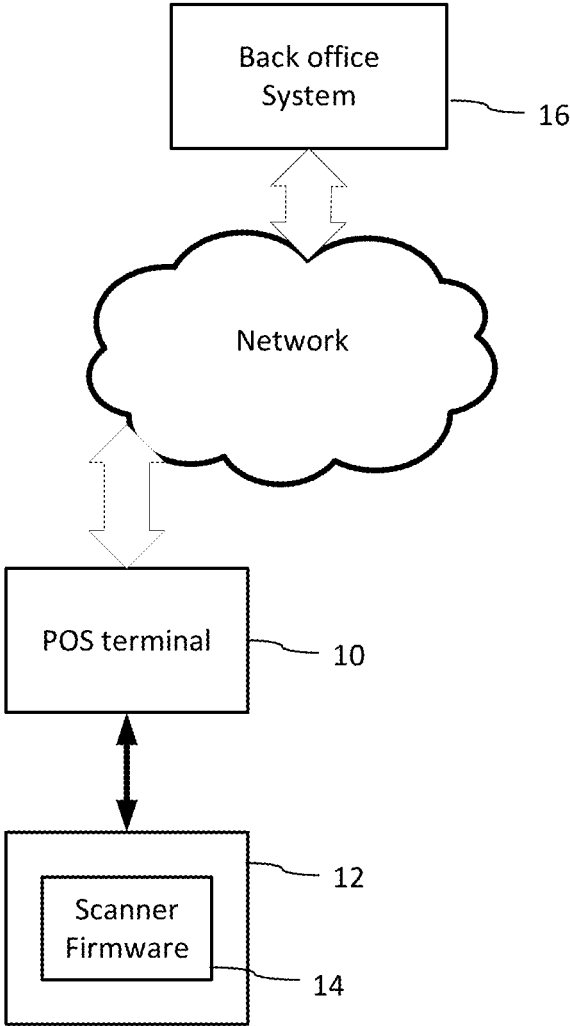 Back office
System
16
Network
POS terminal
10
12
Scanner
Firmware
14